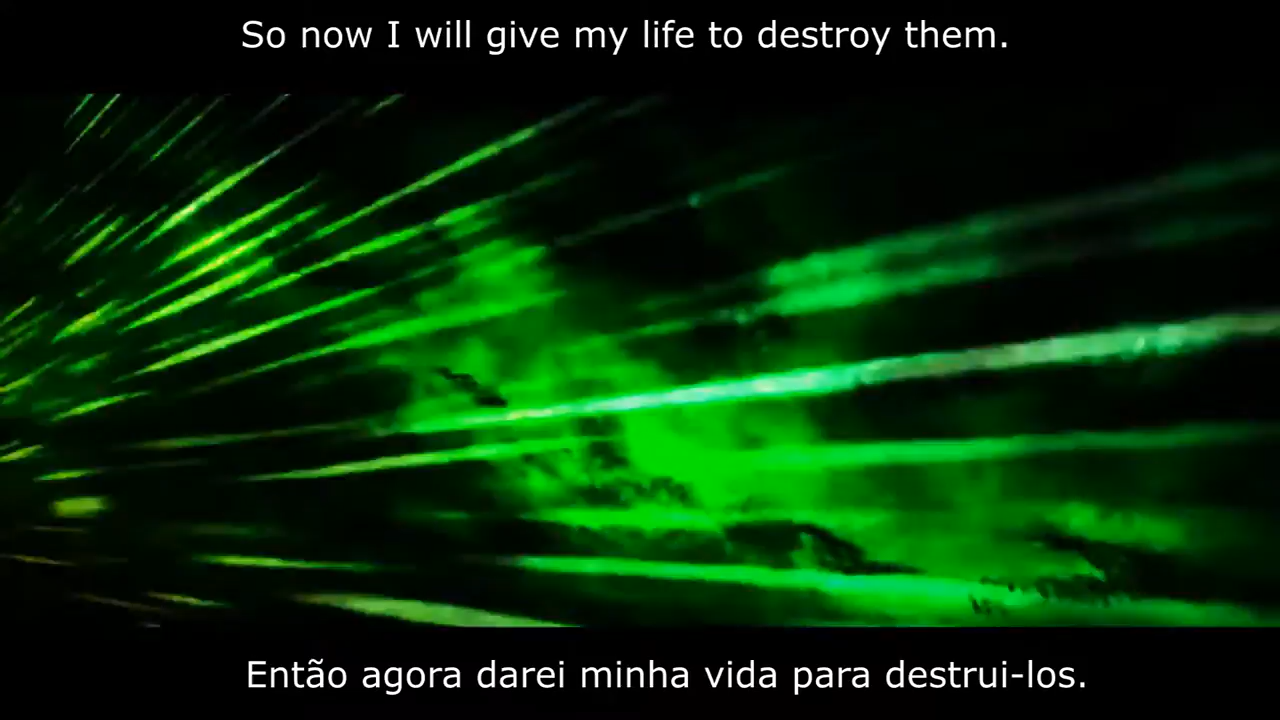 So now I will give my life to destroy them.
Então agora darei minha vida para destrui-los.